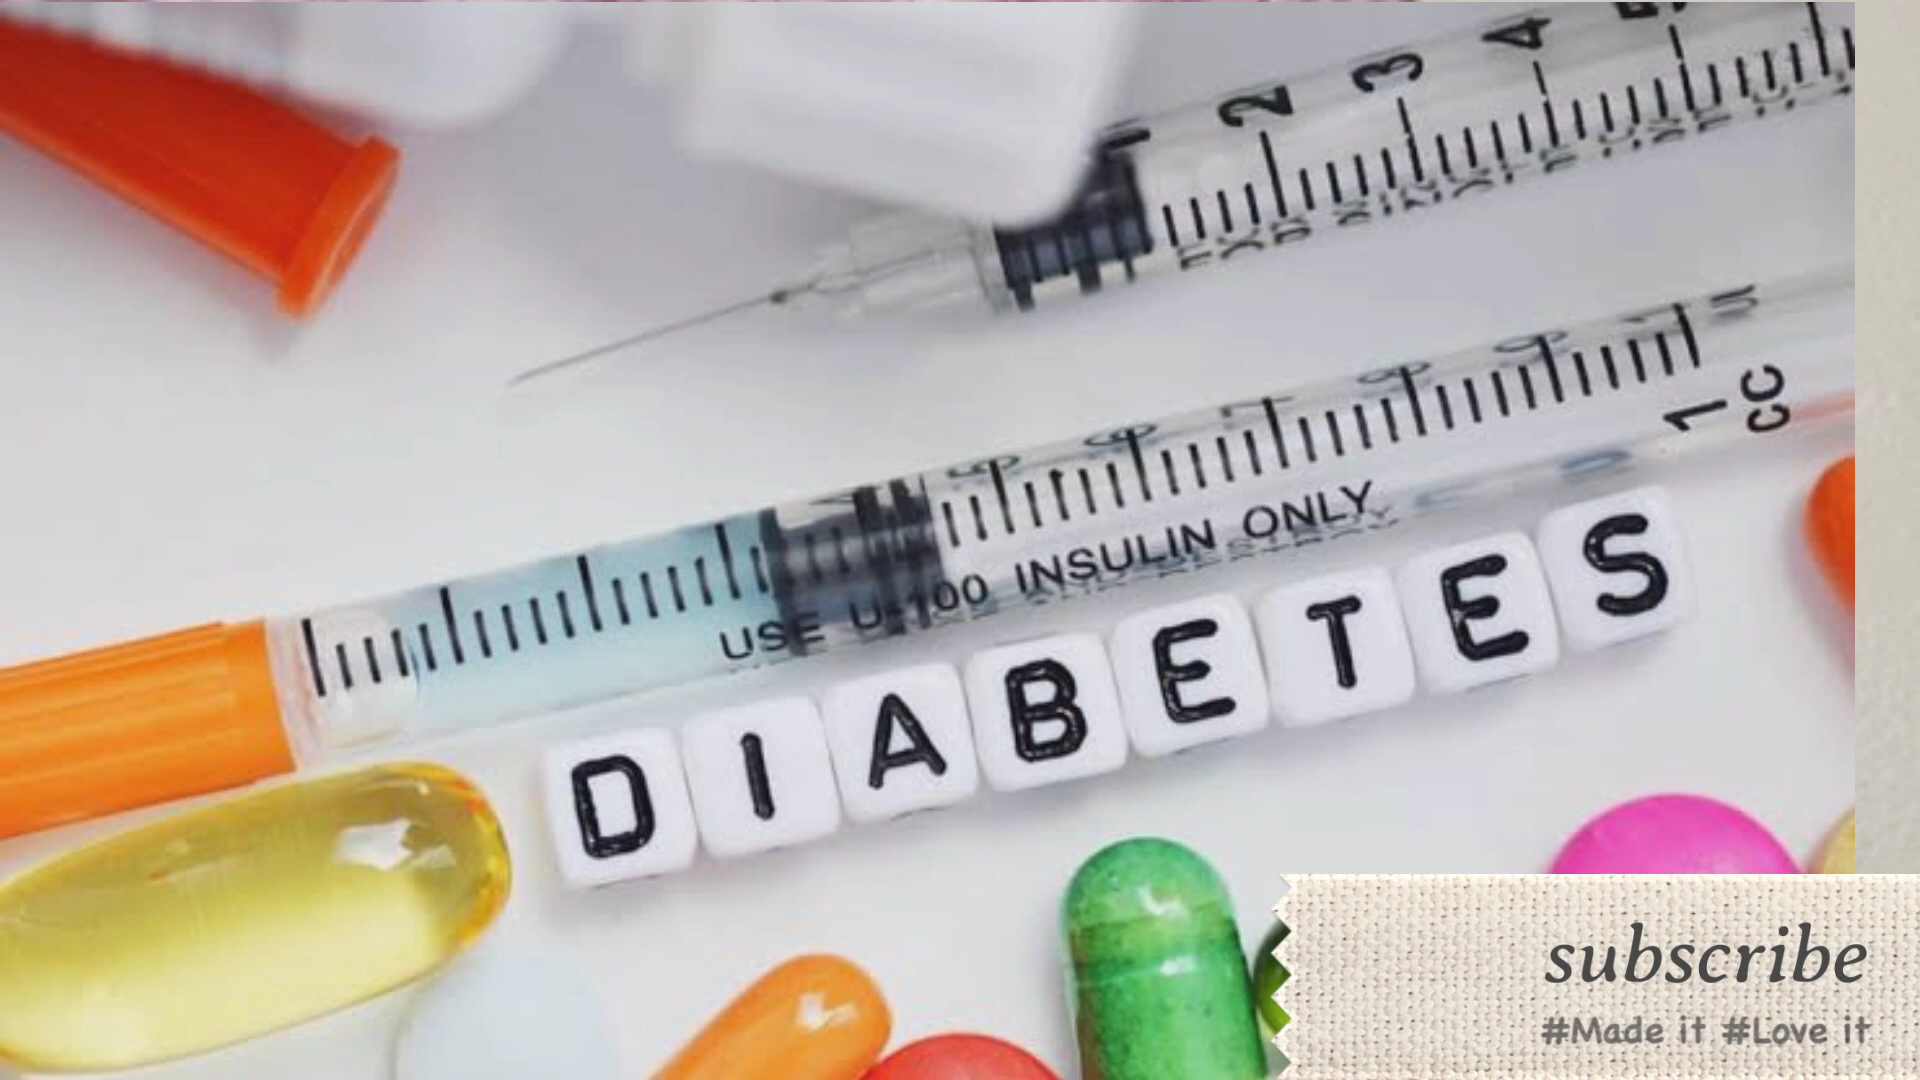 1 2 3 4
1
cc
USE U-100 INSULIN ONLY
DIABETES
subscribe
#Made it #Love it